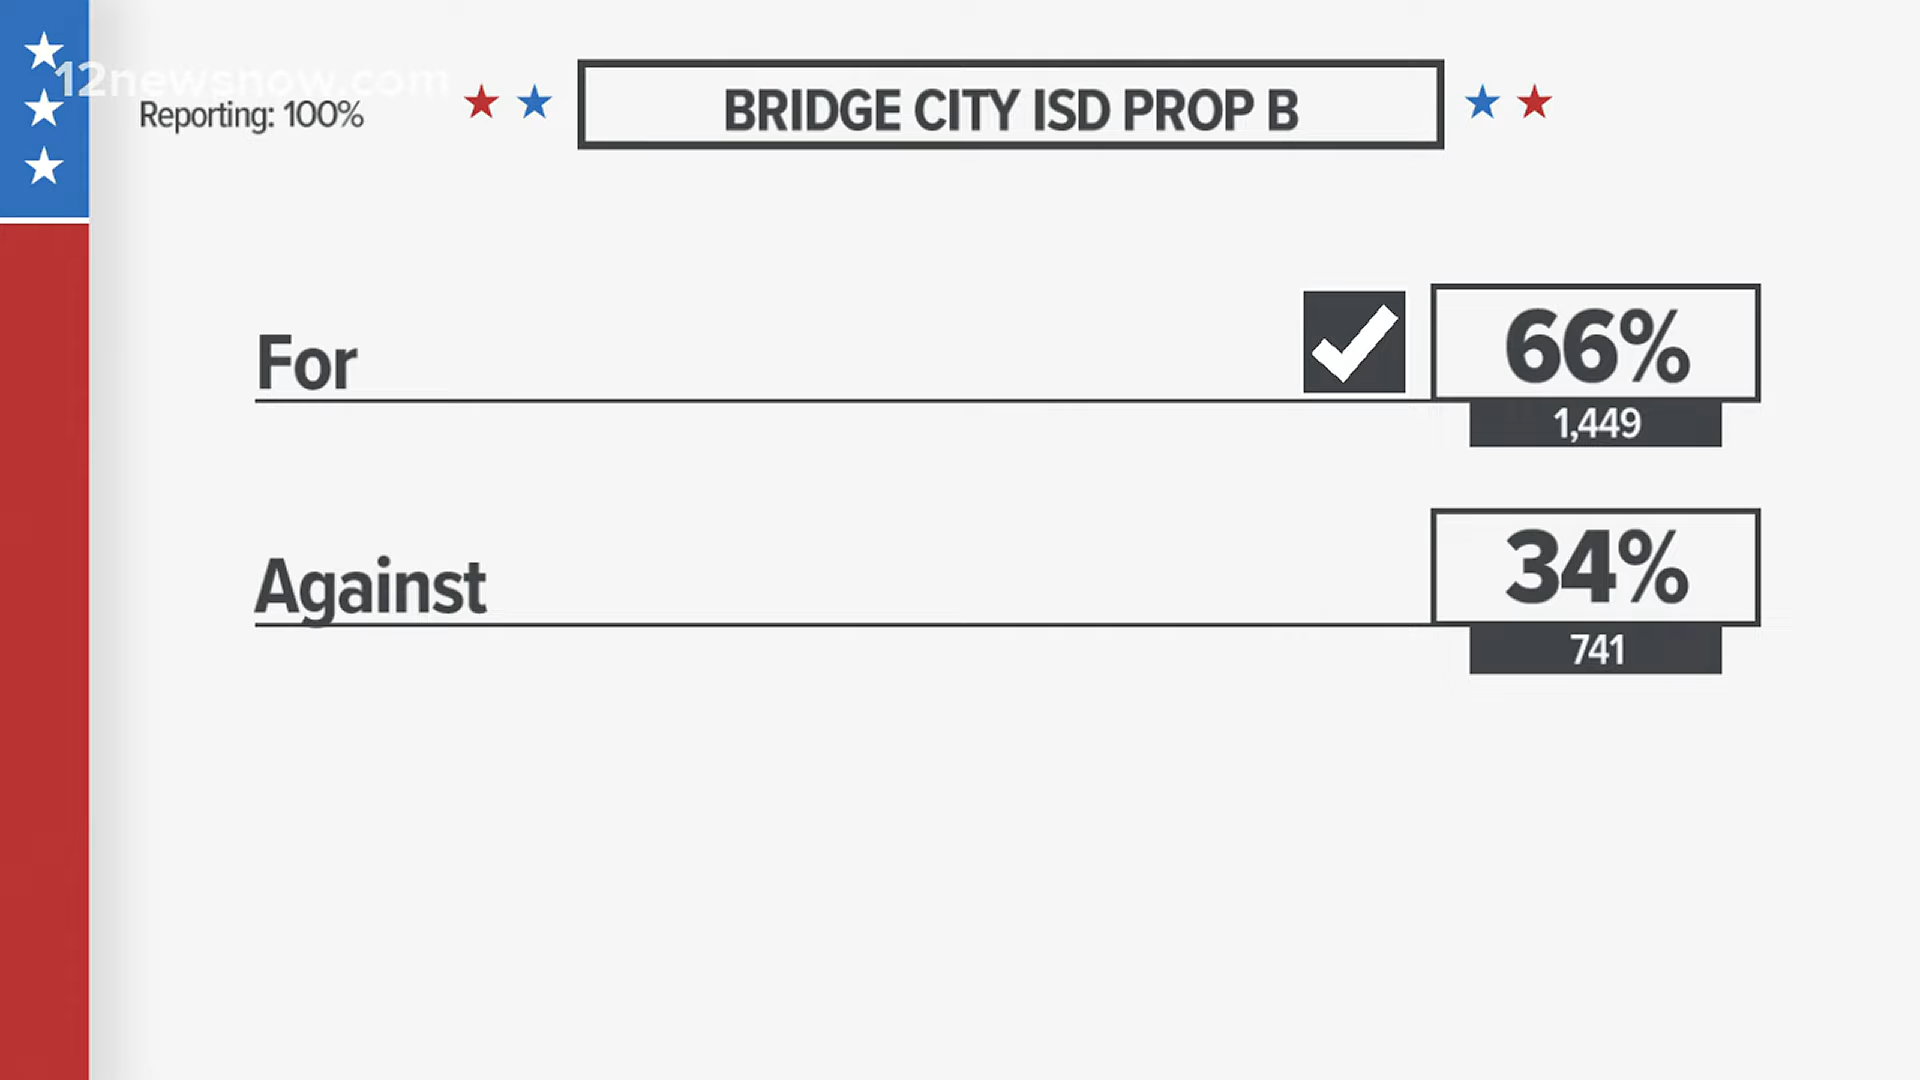 12newsnow.com
Reporting: 100%
BRIDGE CITY ISD PROP B
For
66%
1,449
Against
34%
741